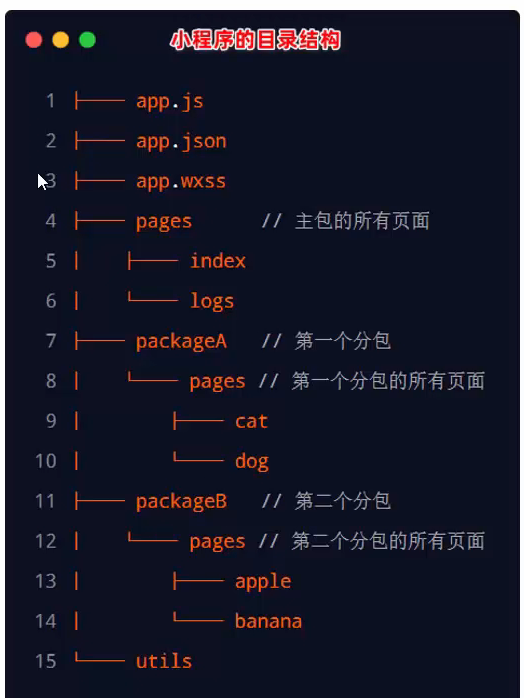 小程序的目录结构
1 ├── app.js
2 ├── app.json
3 ├── app.wxss
4 ├── pages // 主包的所有页面
5 │ ├── index
6 │ └── logs
7 ├── packageA // 第一个分包
8 │ └── pages // 第一个分包的所有页面
9 │ ├── cat
10 │ └── dog
11 ├── packageB // 第二个分包
12 │ └── pages // 第二个分包的所有页面
13 │ ├── apple
14 │ └── banana
15 └── utils